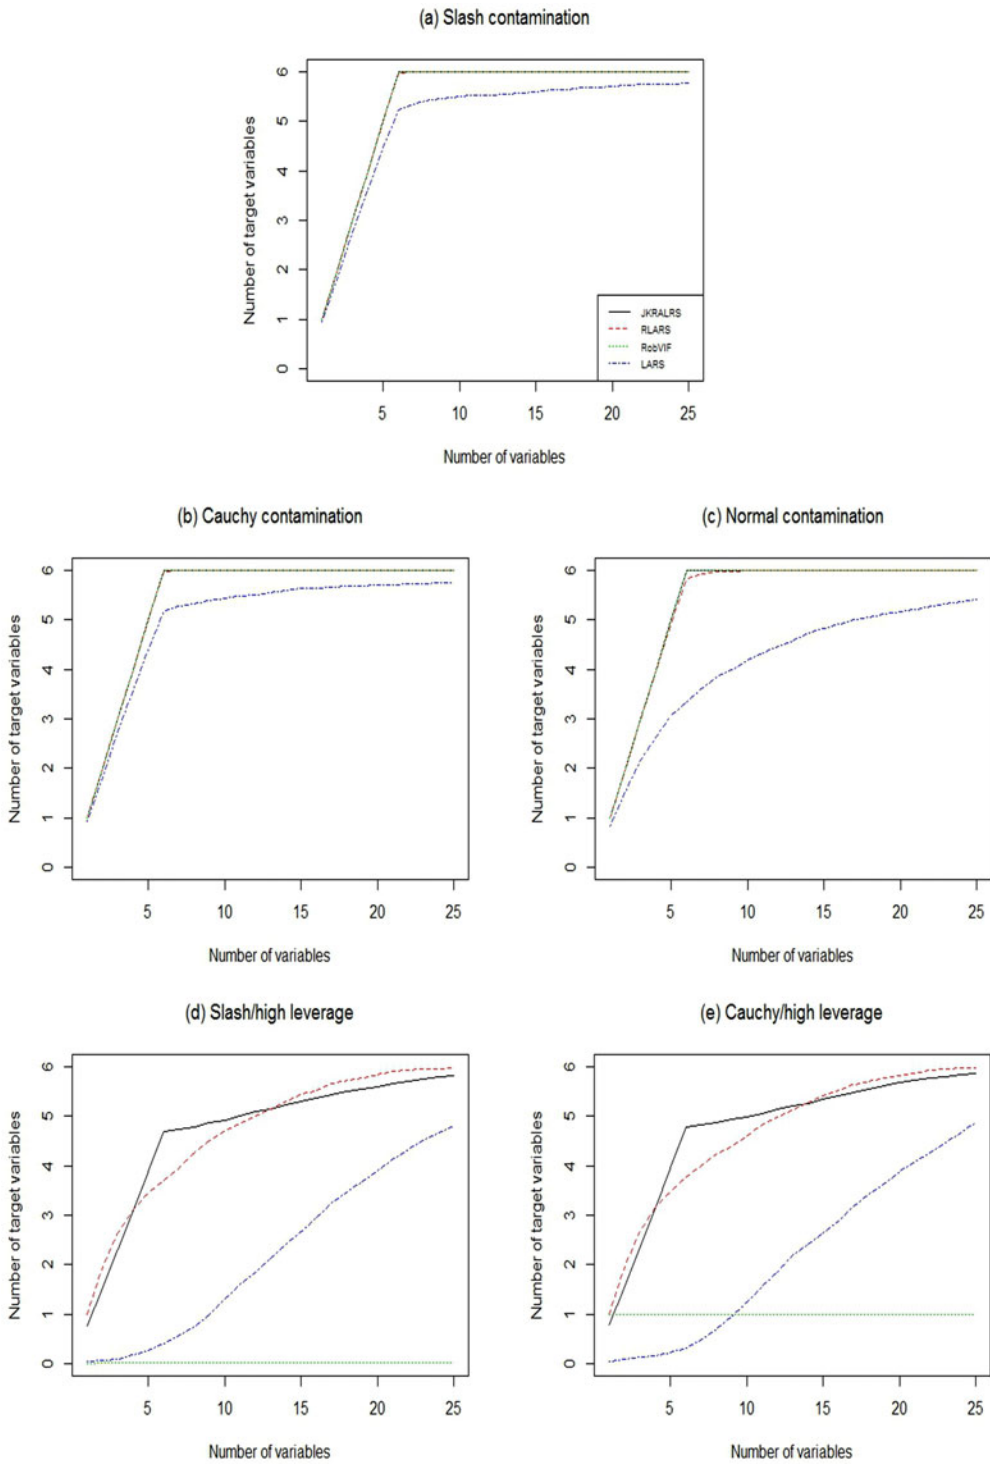 (a) Slash contamination
Number of target variables
6
5
4
3
2
1
0
JKRALRS
RLARS
RobVIF
LARS
5 10 15 20 25
Number of variables
(b) Cauchy contamination
Number of target variables
6
5
4
3
2
1
0
5 10 15 20 25
Number of variables
(c) Normal contamination
Number of target variables
6
5
4
3
2
1
0
5 10 15 20 25
Number of variables
(d) Slash/high leverage
Number of target variables
6
5
4
3
2
1
0
5 10 15 20 25
Number of variables
(e) Cauchy/high leverage
Number of target variables
6
5
4
3
2
1
0
5 10 15 20 25
Number of variables